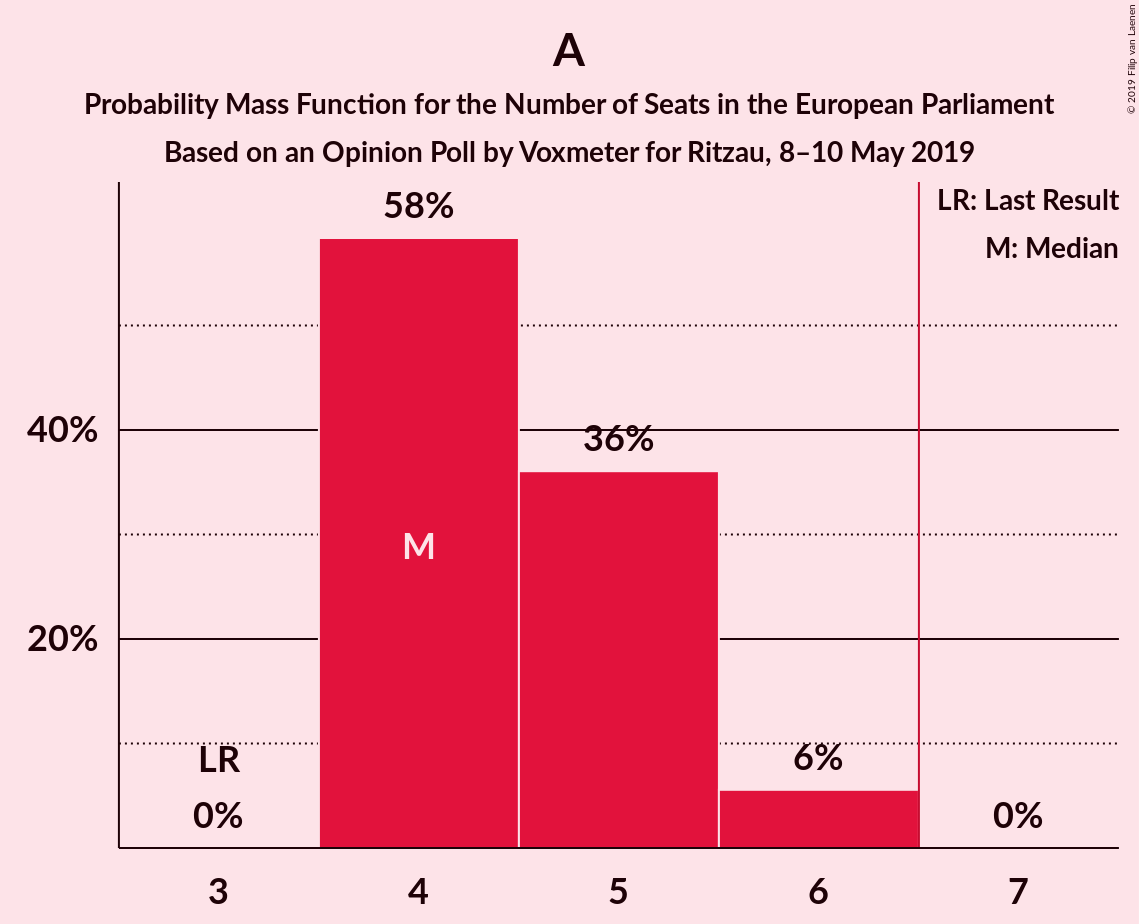 A
Probability Mass Function for the Number of Seats in the European Parliament
Based on an Opinion Poll by Voxmeter for Ritzau, 8–10 May 2019
© 2019 Filip van Laenen
LR: Last Result
M: Median
58%
40%
36%
M
20%
LR
6%
0%
0%
3
4
5
6
7